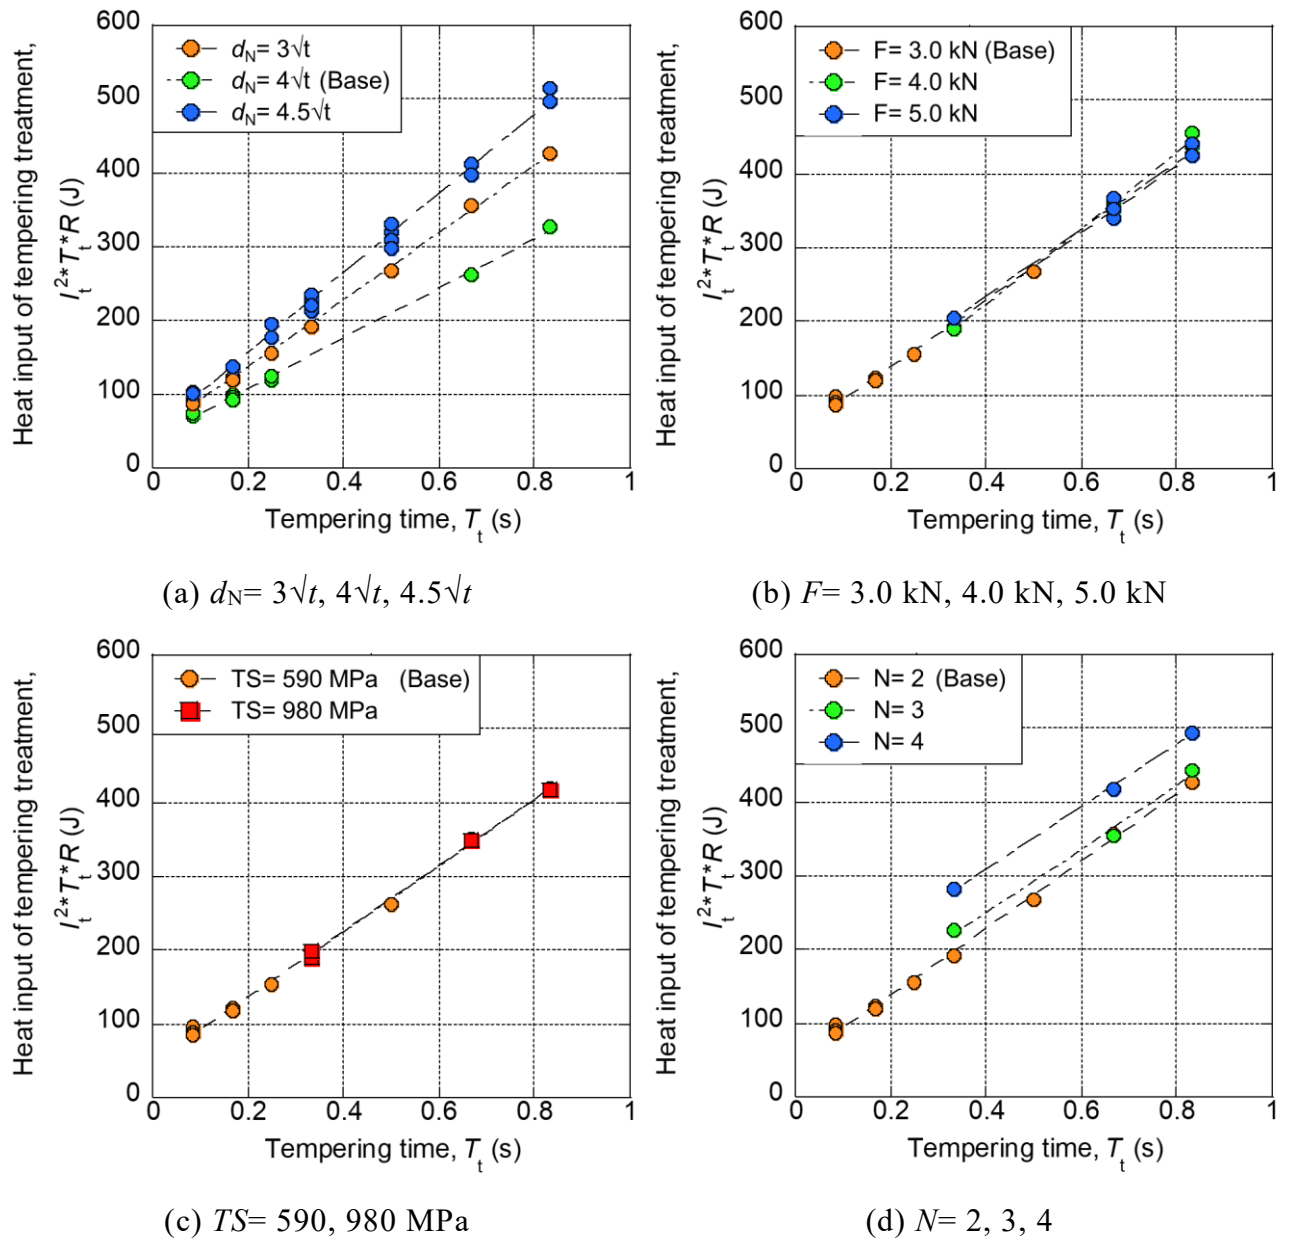 Heat input of tempering treatment,
I_t^2*T_t*R (J)
600
500
400
300
200
100
0
d_N= 3√t
d_N= 4√t (Base)
d_N= 4.5√t
0 0.2 0.4 0.6 0.8 1
Tempering time, T_t (s)
(a) d_N= 3√t, 4√t, 4.5√t
Heat input of tempering treatment,
I_t^2*T_t*R (J)
600
500
400
300
200
100
0
F= 3.0 kN (Base)
F= 4.0 kN
F= 5.0 kN
0 0.2 0.4 0.6 0.8 1
Tempering time, T_t (s)
(b) F= 3.0 kN, 4.0 kN, 5.0 kN
Heat input of tempering treatment,
I_t^2*T_t*R (J)
600
500
400
300
200
100
0
TS= 590 MPa (Base)
TS= 980 MPa
0 0.2 0.4 0.6 0.8 1
Tempering time, T_t (s)
(c) TS= 590, 980 MPa
Heat input of tempering treatment,
I_t^2*T_t*R (J)
600
500
400
300
200
100
0
N= 2 (Base)
N= 3
N= 4
0 0.2 0.4 0.6 0.8 1
Tempering time, T_t (s)
(d) N= 2, 3, 4